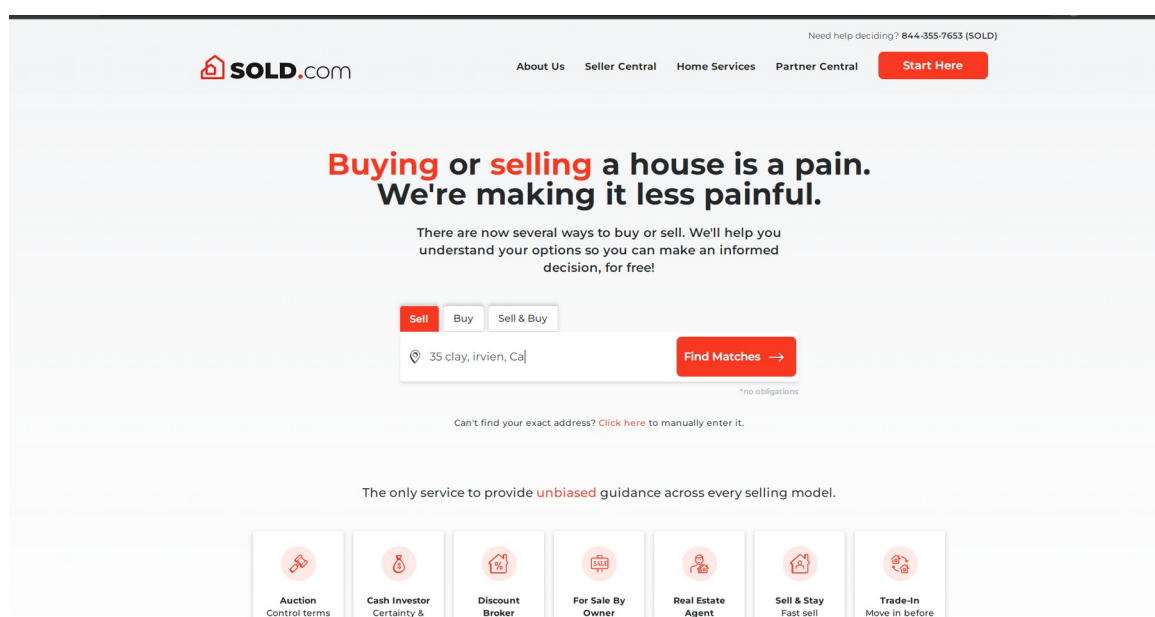 Need help deciding? 844-355-7653 (SOLD)
SOLD.com
About Us Seller Central Home Services Partner Central Start Here
Buying or selling a house is a pain.
We're making it less painful.
There are now several ways to buy or sell. We'll help you
understand your options so you can make an informed
decision, for free!
Sell Buy Sell & Buy
35 clay, irvien, Ca
Find Matches →
*no obligations
Can't find your exact address? Click here to manually enter it.
The only service to provide unbiased guidance across every selling model.
%
$
SALE
Auction Cash Investor Discount For Sale By Real Estate Sell & Stay Trade-In
Control terms Certainty & Broker Owner Agent Fast sell Move in before